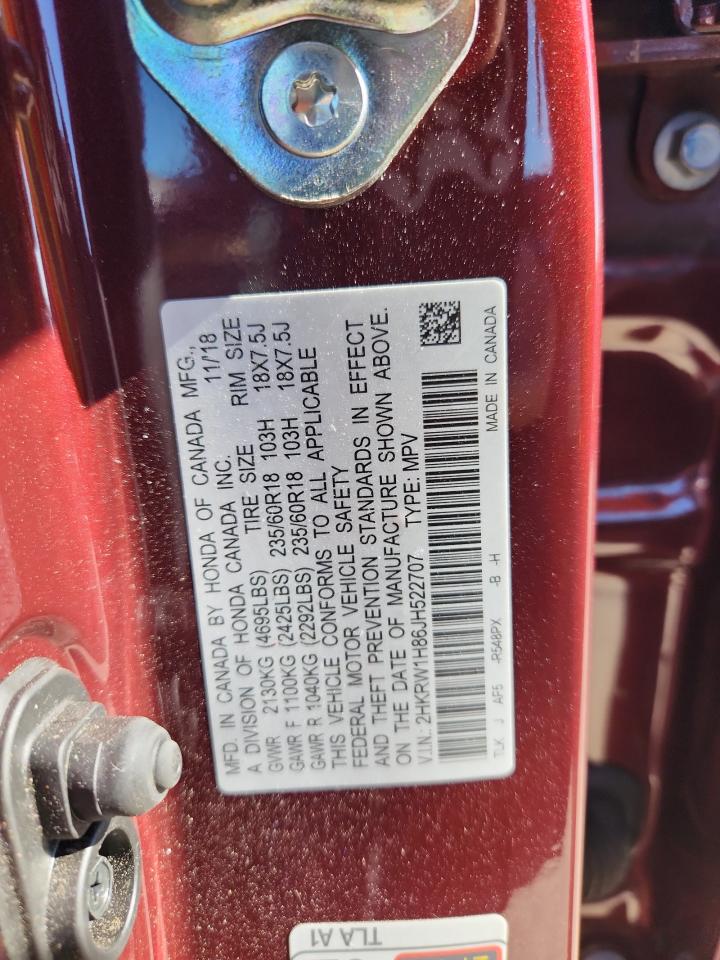 MFD. IN CANADA BY HONDA OF CANADA MFG.,
A DIVISION OF HONDA CANADA INC. 11/18
TIRE SIZE RIM SIZE
GVWR 2130KG (4695LBS)
GAWR F 1100KG (2425LBS) 235/60R18 103H 18X7.5J
GAWR R 1040KG (2292LBS) 235/60R18 103H 18X7.5J
THIS VEHICLE CONFORMS TO ALL APPLICABLE
FEDERAL MOTOR VEHICLE SAFETY
AND THEFT PREVENTION STANDARDS IN EFFECT
ON THE DATE OF MANUFACTURE SHOWN ABOVE.
V.I.N.: 2HKRW1H86JH522707 TYPE: MPV
TLK J AF5 -R548PX -B -H MADE IN CANADA
TLA A1